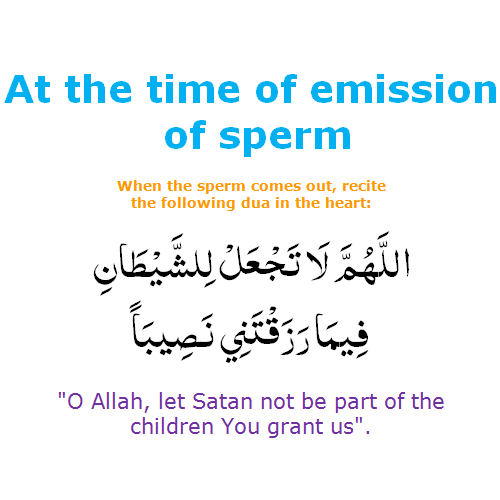 At the time of emission
of sperm
When the sperm comes out, recite
the following dua in the heart:
اللَّهُمَّ لَا تَجْعَلْ لِلشَّيْطَانِ
فِيمَا رَزَقْتَنِي نَصِيبَاً
"O Allah, let Satan not be part of the
children You grant us".